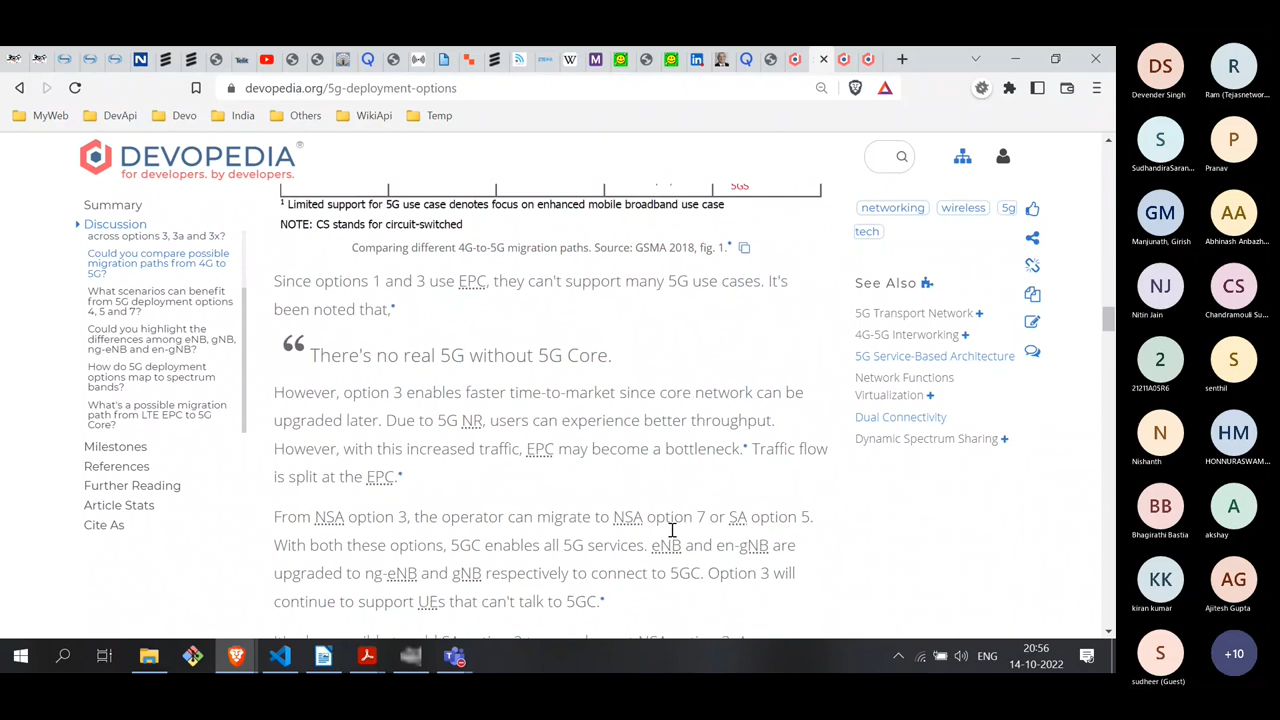 Telit
devopedia.org/5g-deployment-options
MyWeb
DevApi
Devo
India
Others
WikiApi
Temp
DEVOPEDIA®
for developers. by developers.
Summary
Discussion
across options 3, 3a and 3x?
Could you compare possible
migration paths from 4G to
5G?
What scenarios can benefit
from 5G deployment options
4, 5 and 7?
Could you highlight the
differences among eNB, gNB,
ng-eNB and en-gNB?
How do 5G deployment
options map to spectrum
bands?
What's a possible migration
path from LTE EPC to 5G
Core?
Milestones
References
Further Reading
Article Stats
Cite As
5GS
¹ Limited support for 5G use case denotes focus on enhanced mobile broadband use case
NOTE: CS stands for circuit-switched
Comparing different 4G-to-5G migration paths. Source: GSMA 2018, fig. 1.
Since options 1 and 3 use EPC, they can't support many 5G use cases. It's
been noted that,
“ There's no real 5G without 5G Core.
However, option 3 enables faster time-to-market since core network can be
upgraded later. Due to 5G NR, users can experience better throughput.
However, with this increased traffic, EPC may become a bottleneck. Traffic flow
is split at the EPC.
From NSA option 3, the operator can migrate to NSA option 7 or SA option 5.
With both these options, 5GC enables all 5G services. eNB and en-gNB are
upgraded to ng-eNB and gNB respectively to connect to 5GC. Option 3 will
continue to support UEs that can't talk to 5GC.
networking
wireless
5g
tech
See Also
5G Transport Network +
4G-5G Interworking +
5G Service-Based Architecture
Network Functions
Virtualization +
Dual Connectivity
Dynamic Spectrum Sharing +
ENG
20:56
14-10-2022
DS
Devender Singh
R
Ram (Tejasnetwor...
S
SudhandiraSaran...
P
Pranav
GM
Manjunath, Girish
AA
Abhinash Anbazh...
NJ
Nitin Jain
CS
Chandramouli Su...
2
21211A05R6
S
senthil
N
Nishanth
HM
HONNURASWAM...
BB
Bhagirathi Bastia
A
akshay
KK
kiran kumar
AG
Ajitesh Gupta
S
sudheer (Guest)
+10